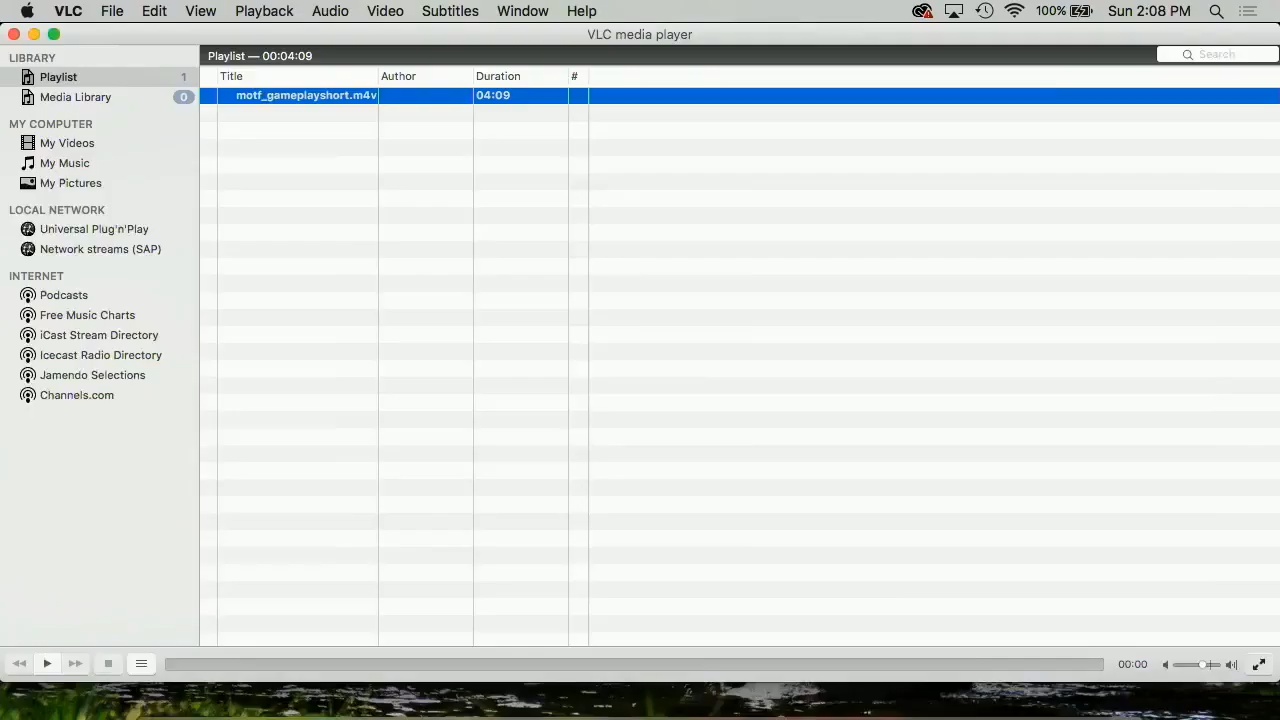 VLC File Edit View Playback Audio Video Subtitles Window Help 100% Sun 2:08 PM
VLC media player
LIBRARY
Playlist 1
Media Library 0
MY COMPUTER
My Videos
My Music
My Pictures
LOCAL NETWORK
Universal Plug'n'Play
Network streams (SAP)
INTERNET
Podcasts
Free Music Charts
iCast Stream Directory
Icecast Radio Directory
Jamendo Selections
Channels.com
Playlist — 00:04:09 Search
Title Author Duration #
motf_gameplayshort.m4v 04:09
00:00